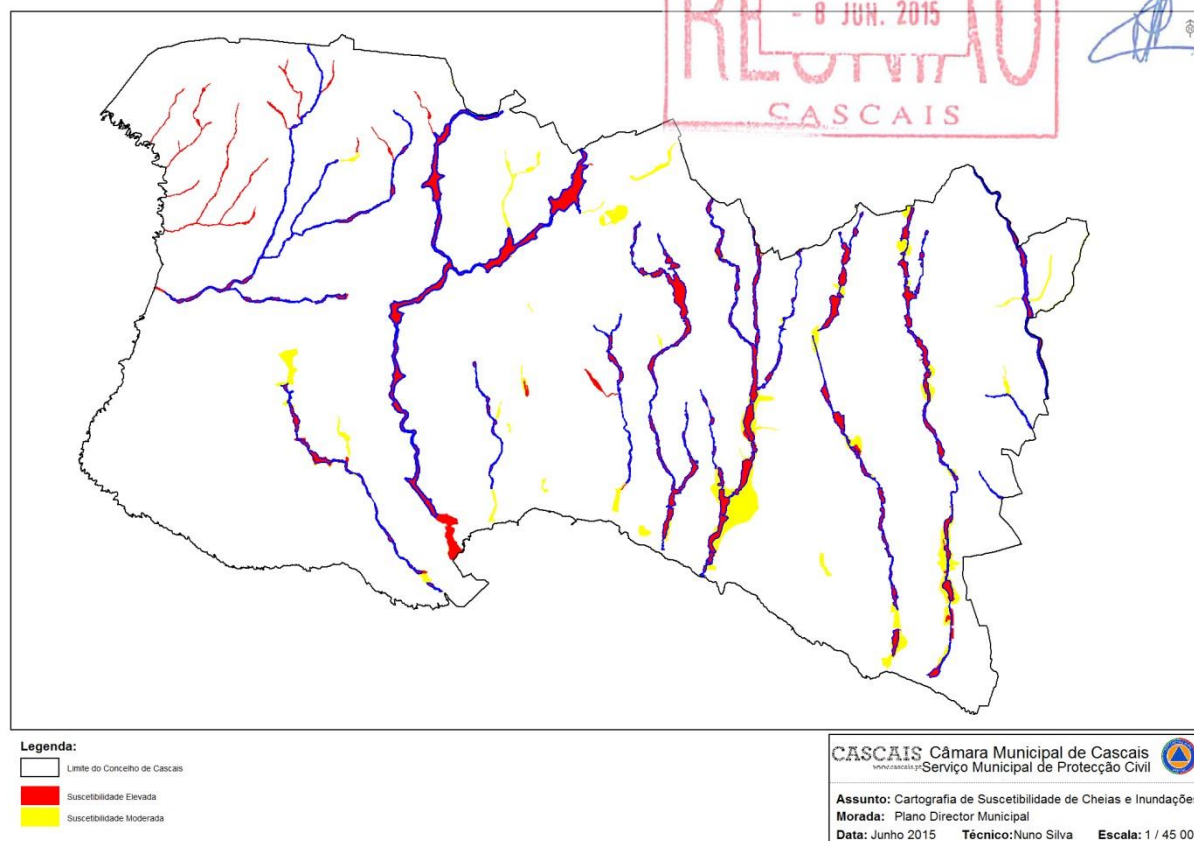 - 8 JUN. 2015
REUNIÃO
CASCAIS
Legenda:
Limite do Concelho de Cascais
Suscetibilidade Elevada
Suscetibilidade Moderada
CASCAIS Câmara Municipal de Cascais
www.cascais.pt Serviço Municipal de Protecção Civil
Assunto: Cartografia de Suscetibilidade de Cheias e Inundações
Morada: Plano Director Municipal
Data: Junho 2015 Técnico:Nuno Silva Escala: 1 / 45 00